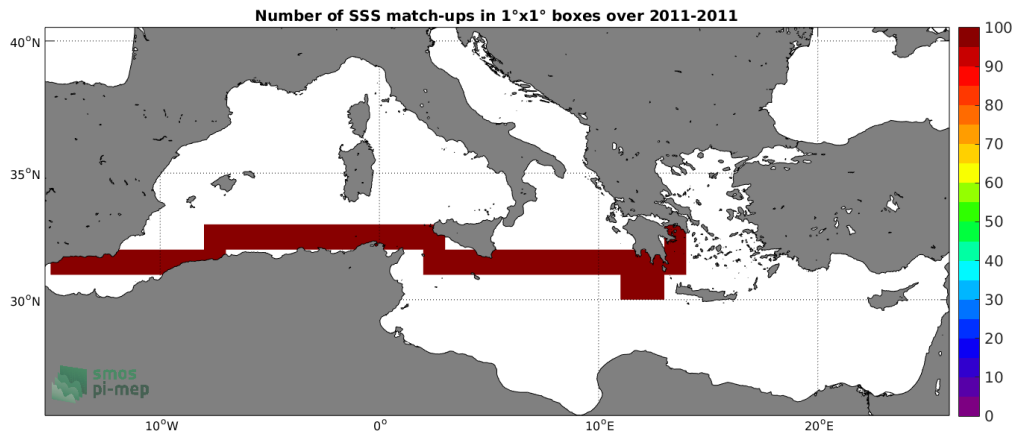 Number of SSS match-ups in 1°x1° boxes over 2011-2011
40°N
35°N
30°N
10°W
0°
10°E
20°E
100
90
80
70
60
50
40
30
20
10
0
smos
pi-mep